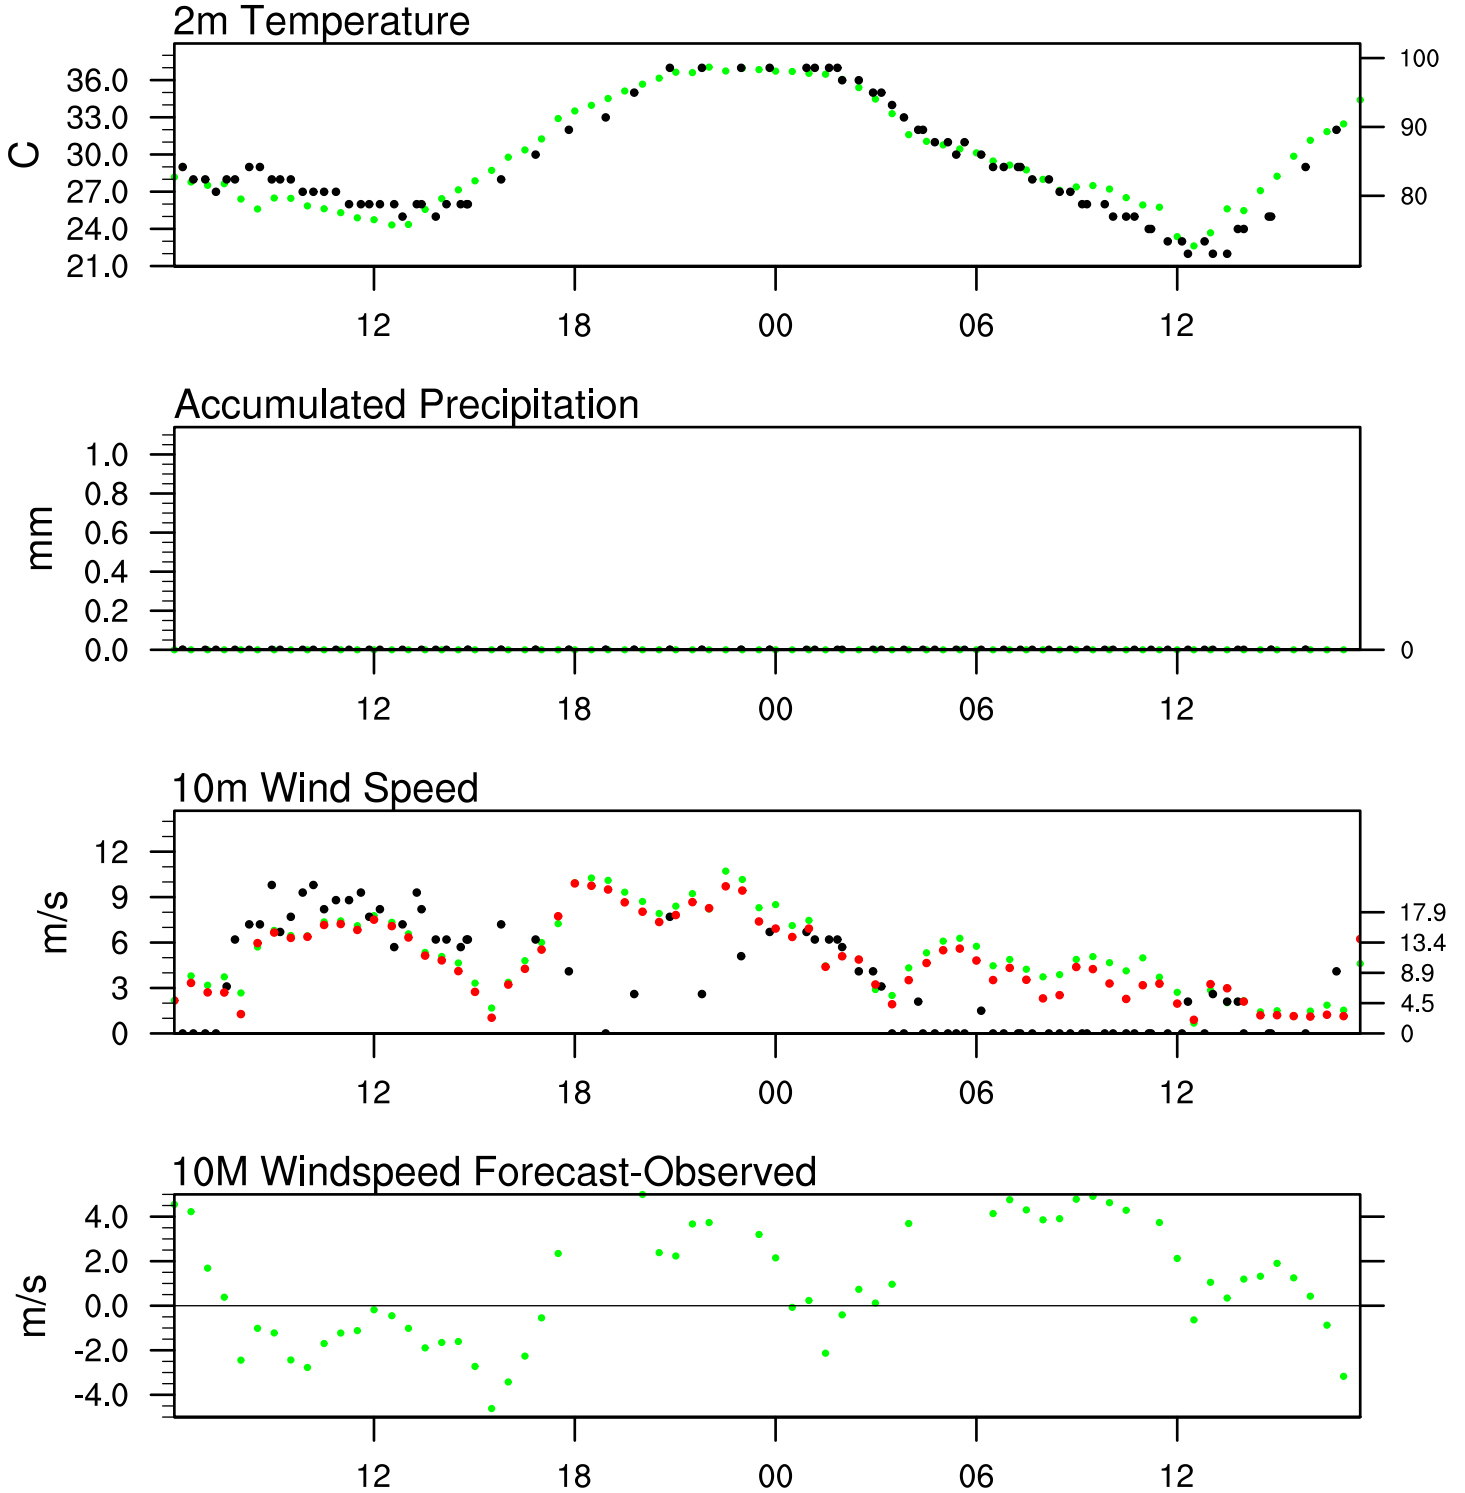 2m Temperature
36.0
33.0
30.0
27.0
24.0
21.0
C
100
90
80
12 18 00 06 12
Accumulated Precipitation
1.0
0.8
0.6
0.4
0.2
0.0
mm
0
12 18 00 06 12
10m Wind Speed
12
9
6
3
0
m/s
17.9
13.4
8.9
4.5
0
12 18 00 06 12
10M Windspeed Forecast-Observed
4.0
2.0
0.0
-2.0
-4.0
m/s
12 18 00 06 12